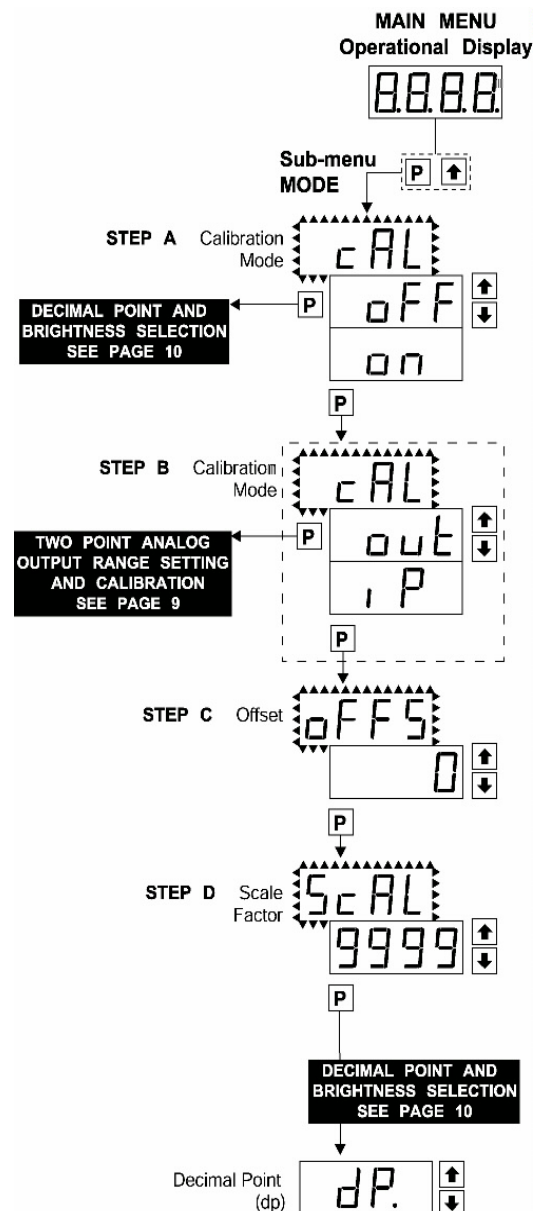 MAIN MENU
Operational Display
8.8.8.8.
Sub-menu
MODE
P
STEP A Calibration
Mode
cAL
P
oFF
on
DECIMAL POINT AND
BRIGHTNESS SELECTION
SEE PAGE 10
P
STEP B Calibration
Mode
cAL
P
out
iP
TWO POINT ANALOG
OUTPUT RANGE SETTING
AND CALIBRATION
SEE PAGE 9
P
STEP C Offset
oFFS
0
P
STEP D Scale
Factor
ScAL
9999
P
DECIMAL POINT AND
BRIGHTNESS SELECTION
SEE PAGE 10
Decimal Point
(dp)
dP.